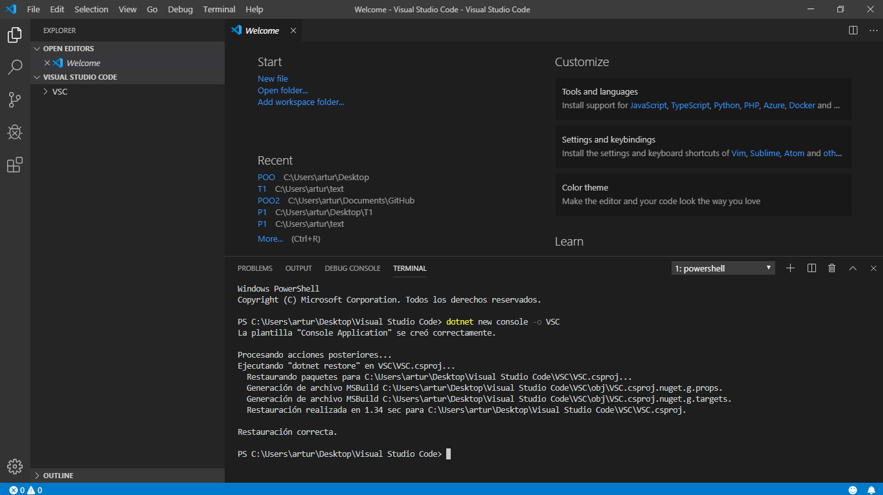 File Edit Selection View Go Debug Terminal Help
Welcome - Visual Studio Code - Visual Studio Code
EXPLORER
OPEN EDITORS
Welcome
VISUAL STUDIO CODE
VSC
OUTLINE
Welcome
Start
New file
Open folder...
Add workspace folder...
Recent
POO C:\Users\artur\Desktop
T1 C:\Users\artur\text
POO2 C:\Users\artur\Documents\GitHub
P1 C:\Users\artur\Desktop\T1
P1 C:\Users\artur\text
More... (Ctrl+R)
Customize
Tools and languages
Install support for JavaScript, TypeScript, Python, PHP, Azure, Docker and ...
Settings and keybindings
Install the settings and keyboard shortcuts of Vim, Sublime, Atom and oth...
Color theme
Make the editor and your code look the way you love
Learn
PROBLEMS OUTPUT DEBUG CONSOLE TERMINAL
1: powershell
Windows PowerShell
Copyright (C) Microsoft Corporation. Todos los derechos reservados.
PS C:\Users\artur\Desktop\Visual Studio Code> dotnet new console -o VSC
La plantilla "Console Application" se creó correctamente.
Procesando acciones posteriores...
Ejecutando "dotnet restore" en VSC\VSC.csproj...
Restaurando paquetes para C:\Users\artur\Desktop\Visual Studio Code\VSC\VSC.csproj...
Generación de archivo MSBuild C:\Users\artur\Desktop\Visual Studio Code\VSC\obj\VSC.csproj.nuget.g.props.
Generación de archivo MSBuild C:\Users\artur\Desktop\Visual Studio Code\VSC\obj\VSC.csproj.nuget.g.targets.
Restauración realizada en 1.34 sec para C:\Users\artur\Desktop\Visual Studio Code\VSC\VSC.csproj.
Restauración correcta.
PS C:\Users\artur\Desktop\Visual Studio Code>
0 0